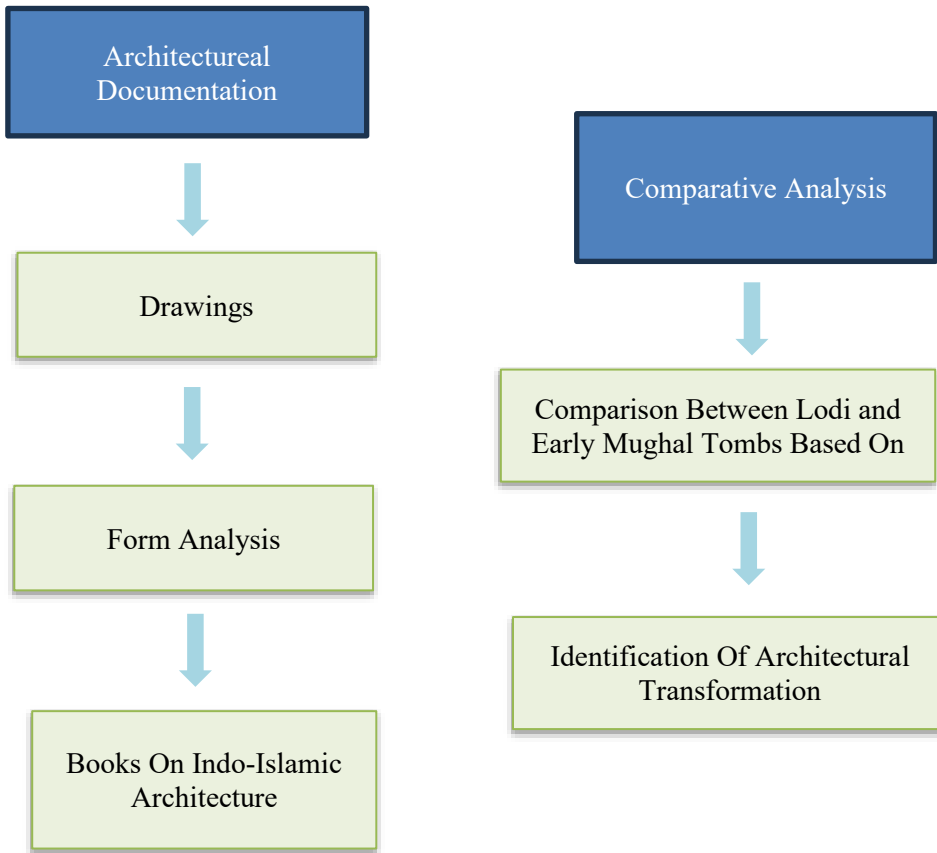 Architectureal
Documentation
Drawings
Form Analysis
Books On Indo-Islamic
Architecture
Comparative Analysis
Comparison Between Lodi and
Early Mughal Tombs Based On
Identification Of Architectural
Transformation